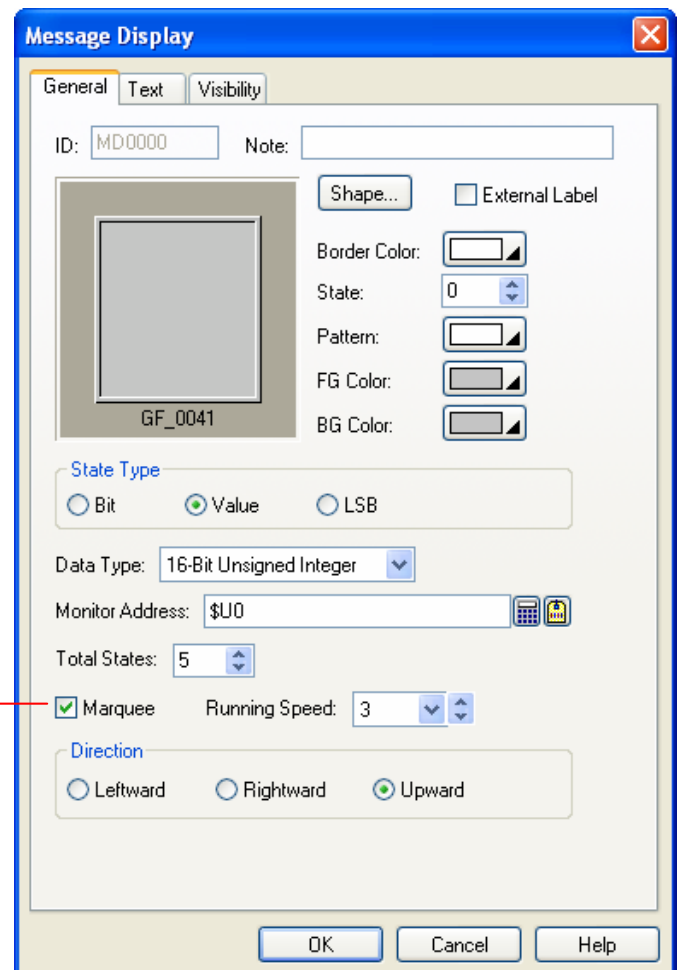 Message Display
General Text Visibility
ID: MD0000 Note:
Shape... External Label
Border Color:
State: 0
Pattern:
FG Color:
GF_0041
BG Color:
State Type
Bit Value LSB
Data Type: 16-Bit Unsigned Integer
Monitor Address: $U0
Total States: 5
Marquee Running Speed: 3
Direction
Leftward Rightward Upward
OK Cancel Help